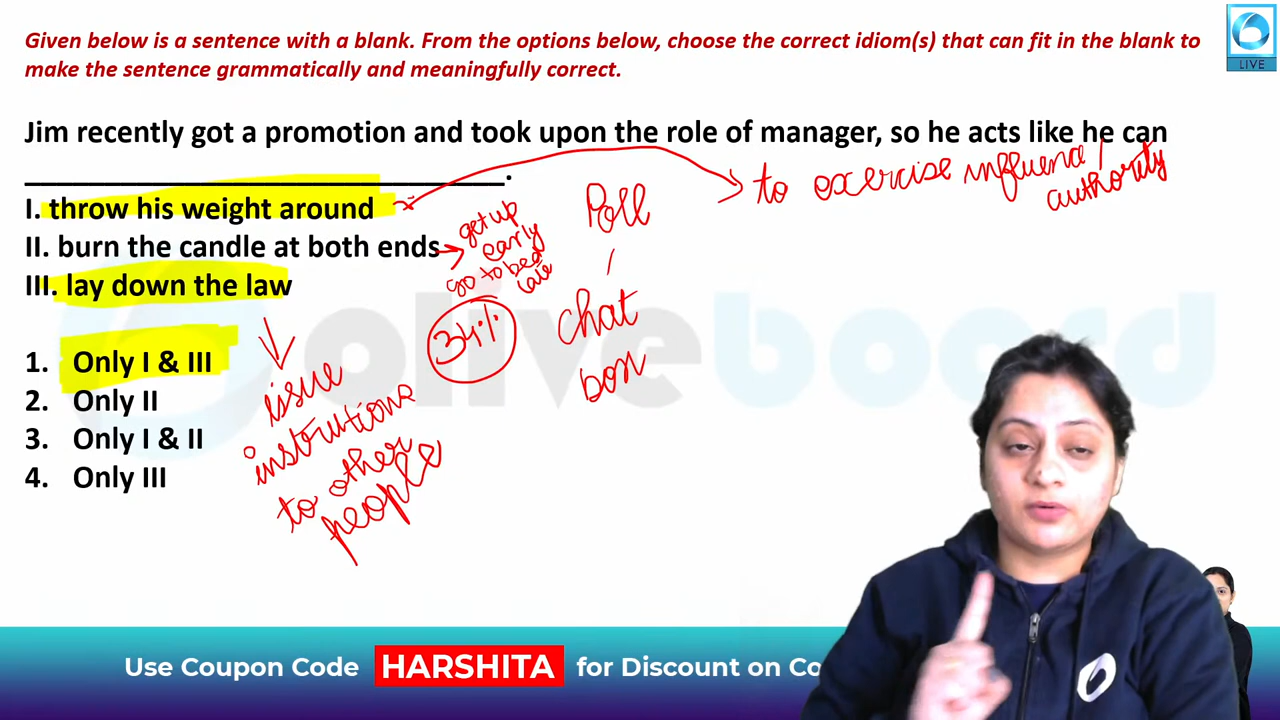 Given below is a sentence with a blank. From the options below, choose the correct idiom(s) that can fit in the blank to
make the sentence grammatically and meaningfully correct.
LIVE
Jim recently got a promotion and took upon the role of manager, so he acts like he can
________________________________.
to exercise influence /
authority
I. throw his weight around
II. burn the candle at both ends
III. lay down the law
get up
early
go to bed
late
Poll
/
chat
box
34%
1. Only I & III
2. Only II
3. Only I & II
4. Only III
issue
instrutions
to other
people
oliveboard
Use Coupon Code HARSHITA for Discount on Co